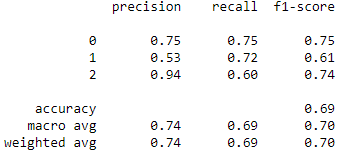 precision recall f1-score
0 0.75 0.75 0.75
1 0.53 0.72 0.61
2 0.94 0.60 0.74
accuracy 0.69
macro avg 0.74 0.69 0.70
weighted avg 0.74 0.69 0.70